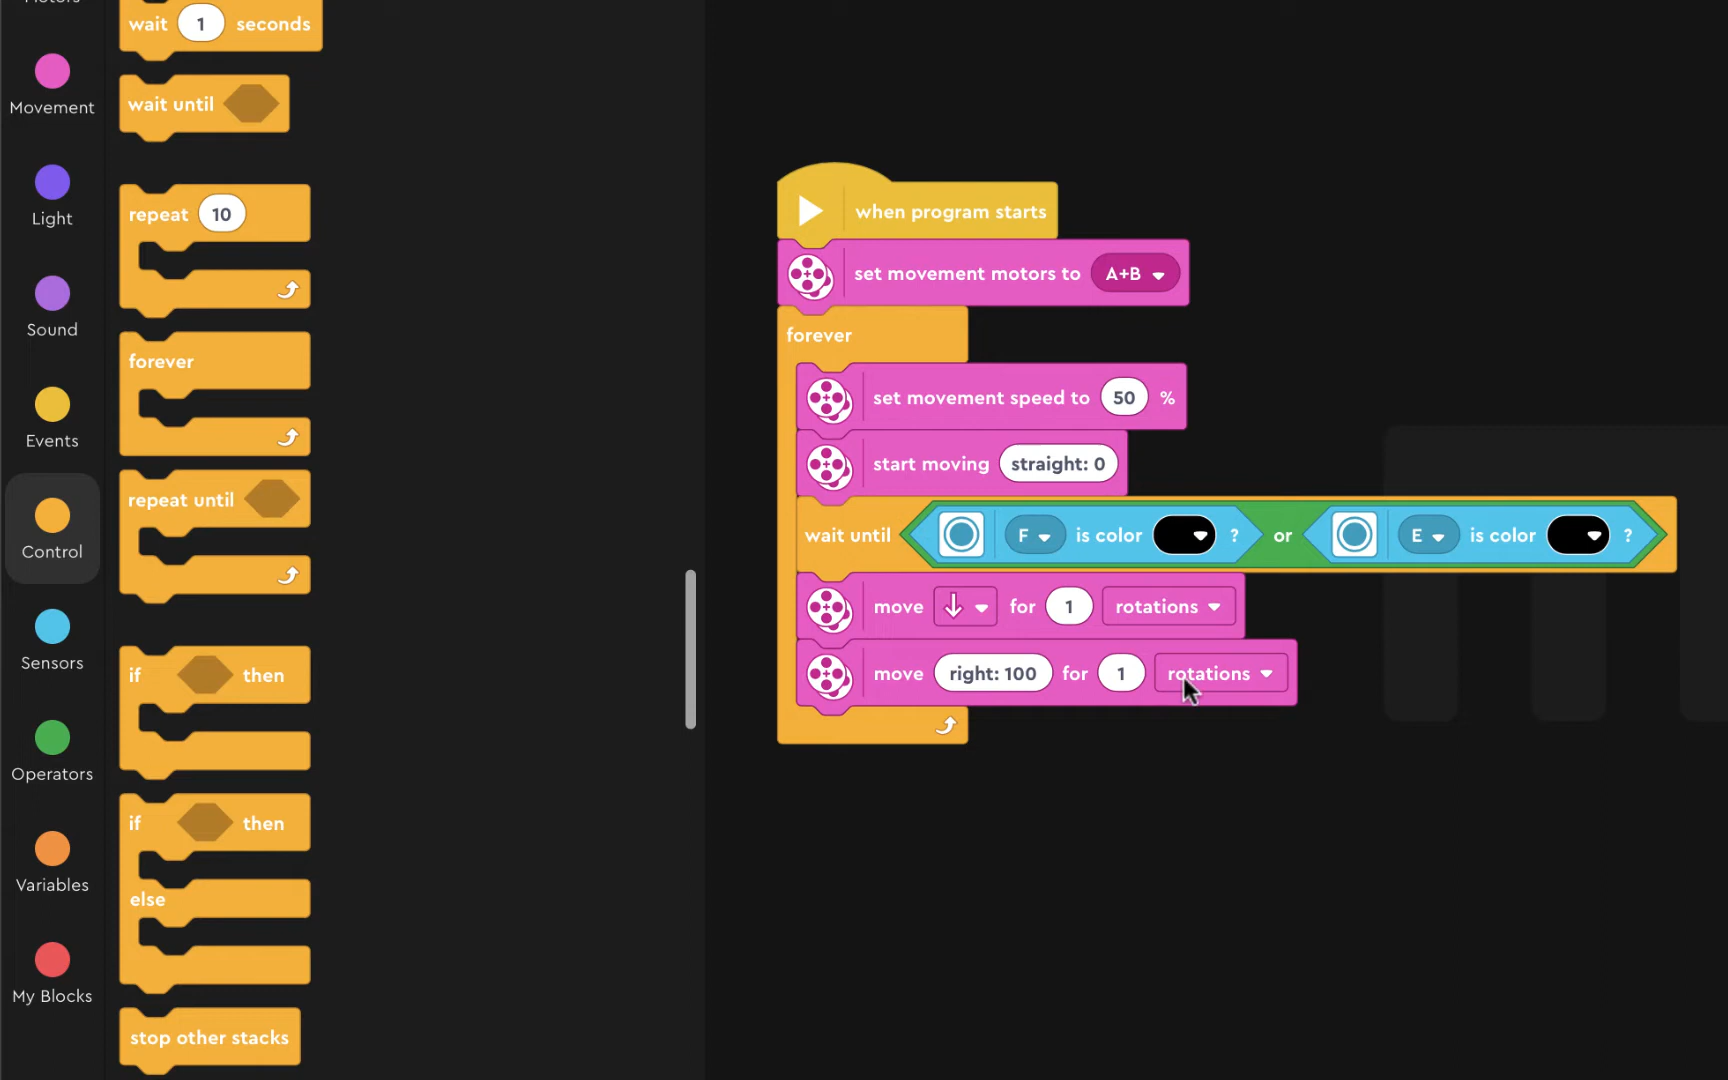 Movement
Light
Sound
Events
Control
Sensors
Operators
Variables
My Blocks
wait 1 seconds
wait until
repeat 10
forever
repeat until
if then
if then
else
stop other stacks
when program starts
set movement motors to A+B
forever
set movement speed to 50 %
start moving straight: 0
wait until F is color ? or E is color ?
move for 1 rotations
move right: 100 for 1 rotations